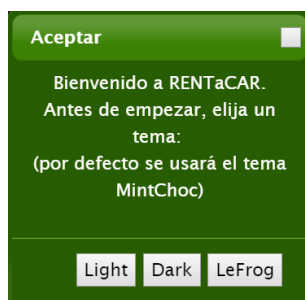 Aceptar
Bienvenido a RENTaCAR.
Antes de empezar, elija un
tema:
(por defecto se usará el tema
MintChoc)
Light Dark LeFrog